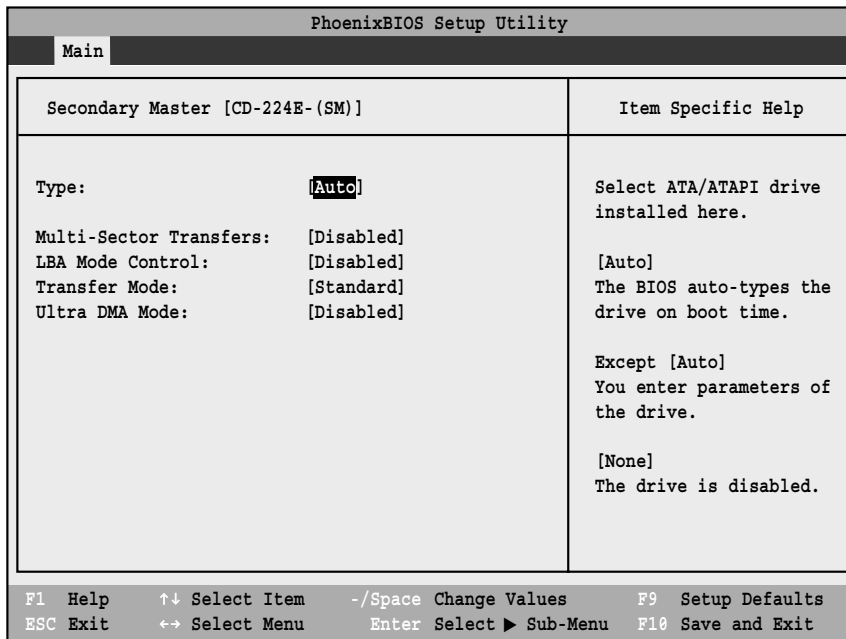 PhoenixBIOS Setup Utility
Main
Secondary Master [CD-224E-(SM)]
Item Specific Help
Type: [Auto]
Multi-Sector Transfers: [Disabled]
LBA Mode Control: [Disabled]
Transfer Mode: [Standard]
Ultra DMA Mode: [Disabled]
Select ATA/ATAPI drive
installed here.
[Auto]
The BIOS auto-types the
drive on boot time.
Except [Auto]
You enter parameters of
the drive.
[None]
The drive is disabled.
F1 Help ↑↓ Select Item -/Space Change Values F9 Setup Defaults
ESC Exit ←→ Select Menu Enter Select ▶ Sub-Menu F10 Save and Exit